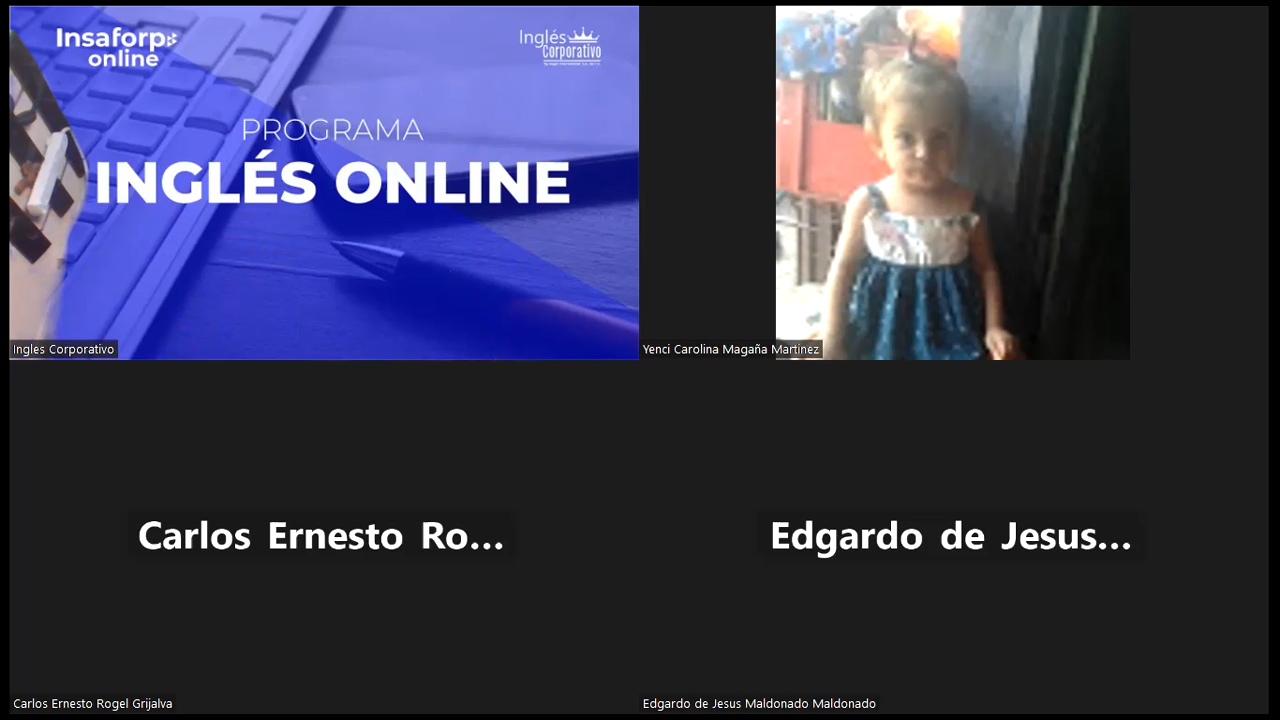 Insaforp
online
Inglés
Corporativo
PROGRAMA
INGLÉS ONLINE
Ingles Corporativo
Yenci Carolina Magaña Martinez
Carlos Ernesto Ro...
Edgardo de Jesus...
Carlos Ernesto Rogel Grijalva
Edgardo de Jesus Maldonado Maldonado